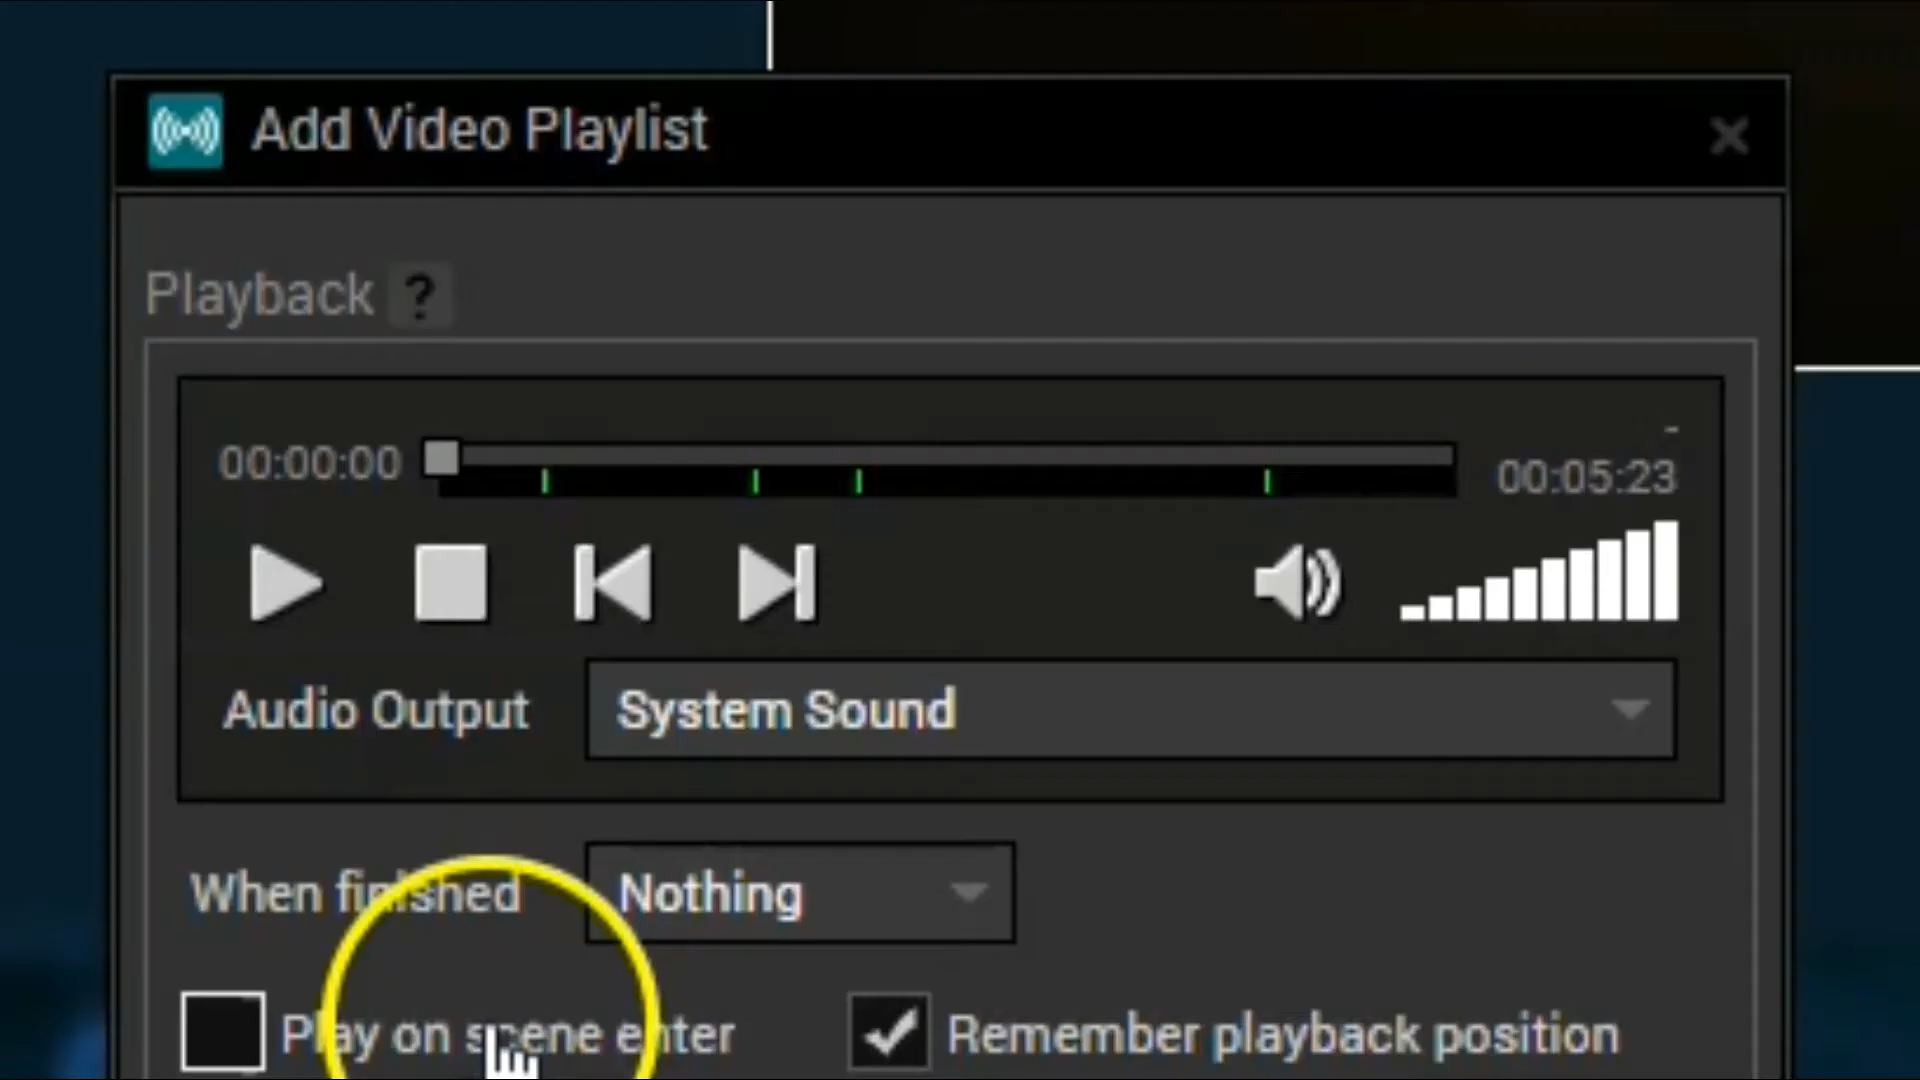 Add Video Playlist
Playback ?
00:00:00
-00:05:23
Audio Output System Sound
When finished Nothing
Play on scene enter Remember playback position